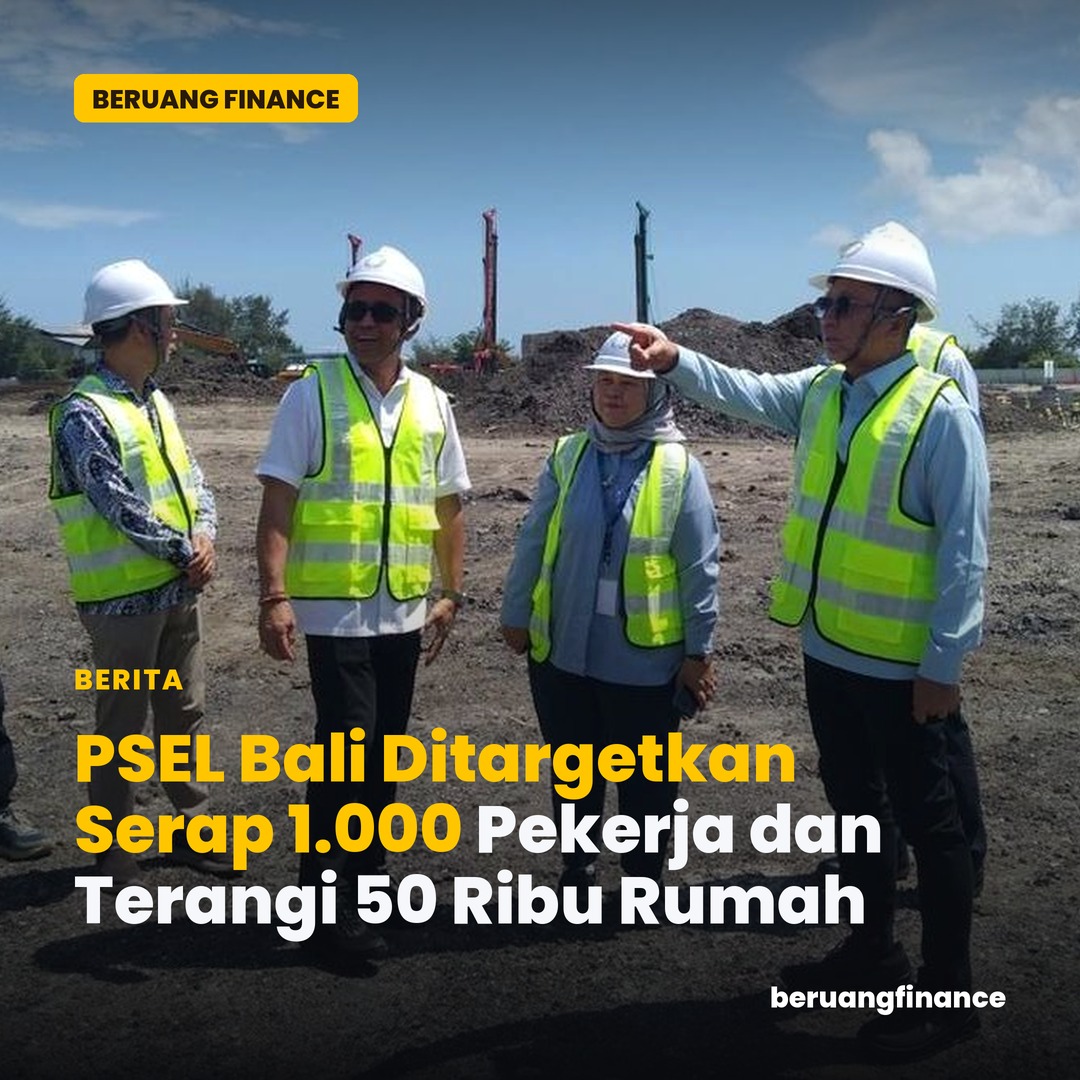 BERUANG FINANCE
BERITA
PSEL Bali Ditargetkan
Serap 1.000 Pekerja dan
Terangi 50 Ribu Rumah
beruangfinance